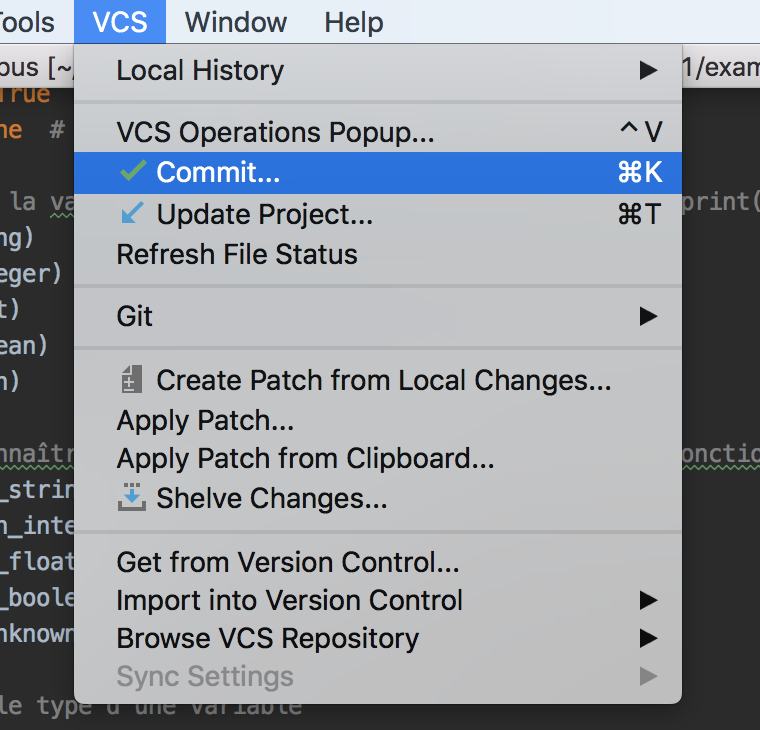 Tools VCS Window Help
ous [~/ 1/exam
True
ne #
VCS
Local History
VCS Operations Popup... ^V
Commit... ⌘K
la va print(
Update Project... ⌘T
ng)
Refresh File Status
eger)
Git
t)
ean)
Create Patch from Local Changes...
n)
Apply Patch...
nnaîtr onctio
Apply Patch from Clipboard...
_strin
Shelve Changes...
n_inte
_float
Get from Version Control...
_boole
Import into Version Control
nknown
Browse VCS Repository
Sync Settings
le type d'une variable